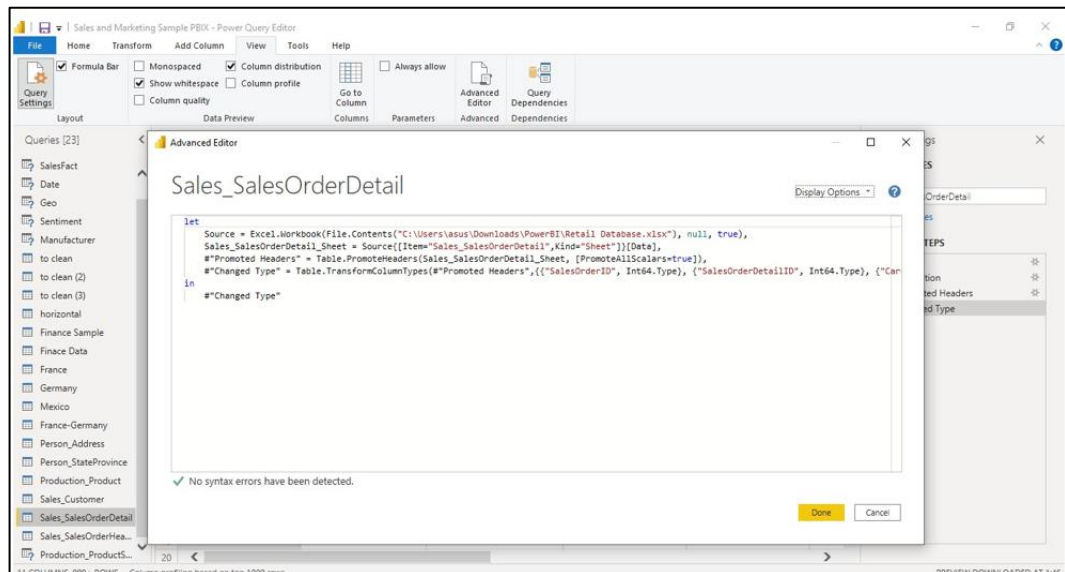 Sales and Marketing Sample PBIX - Power Query Editor
File Home Transform Add Column View Tools Help
Formula Bar Monospaced Column distribution Always allow
Show whitespace Column profile
Column quality
Query Settings
Go to Column
Advanced Editor
Query Dependencies
Layout Data Preview Columns Parameters Advanced Dependencies
Queries [23]
SalesFact
Date
Geo
Sentiment
Manufacturer
to clean
to clean (2)
to clean (3)
horizontal
Finance Sample
Finace Data
France
Germany
Mexico
France-Germany
Person_Address
Person_StateProvince
Production_Product
Sales_Customer
Sales_SalesOrderDetail
Sales_SalesOrderHea...
Production_ProductS...
Advanced Editor
Sales_SalesOrderDetail
Display Options
let
Source = Excel.Workbook(File.Contents("C:\Users\asus\Downloads\PowerBI\Retail Database.xlsx"), null, true),
Sales_SalesOrderDetail_Sheet = Source{[Item="Sales_SalesOrderDetail",Kind="Sheet"]}[Data],
#"Promoted Headers" = Table.PromoteHeaders(Sales_SalesOrderDetail_Sheet, [PromoteAllScalars=true]),
#"Changed Type" = Table.TransformColumnTypes(#"Promoted Headers",{{"SalesOrderID", Int64.Type}, {"SalesOrderDetailID", Int64.Type}, {"Car
in
#"Changed Type"
No syntax errors have been detected.
Done Cancel
gs
ES
OrderDetail
es
TEPS
tion
ted Headers
ed Type
20